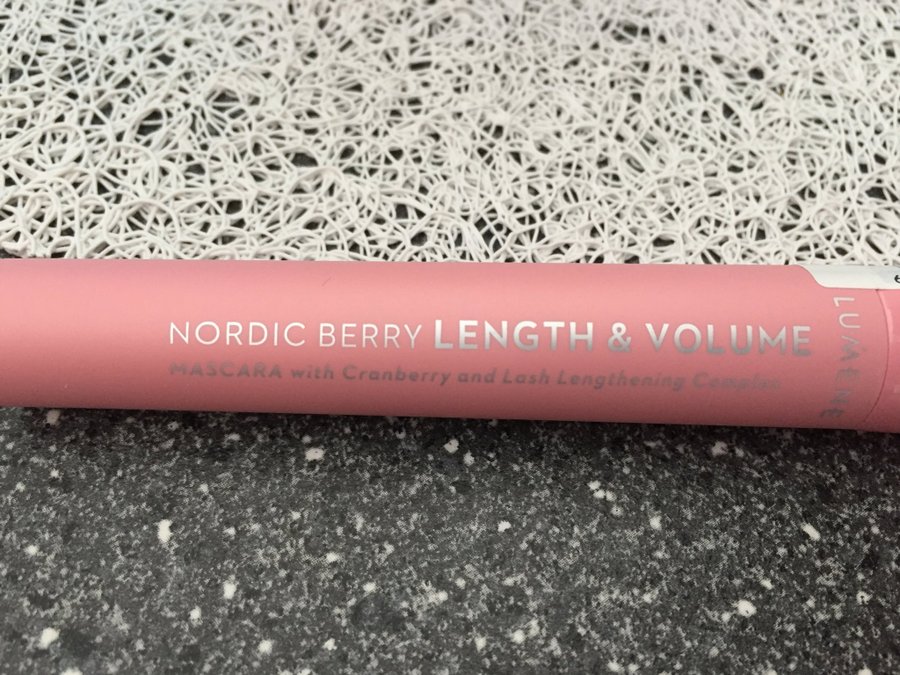 NORDIC BERRY LENGTH & VOLUME
MASCARA with Cranberry and Lash Lengthening Complex
LUMENE